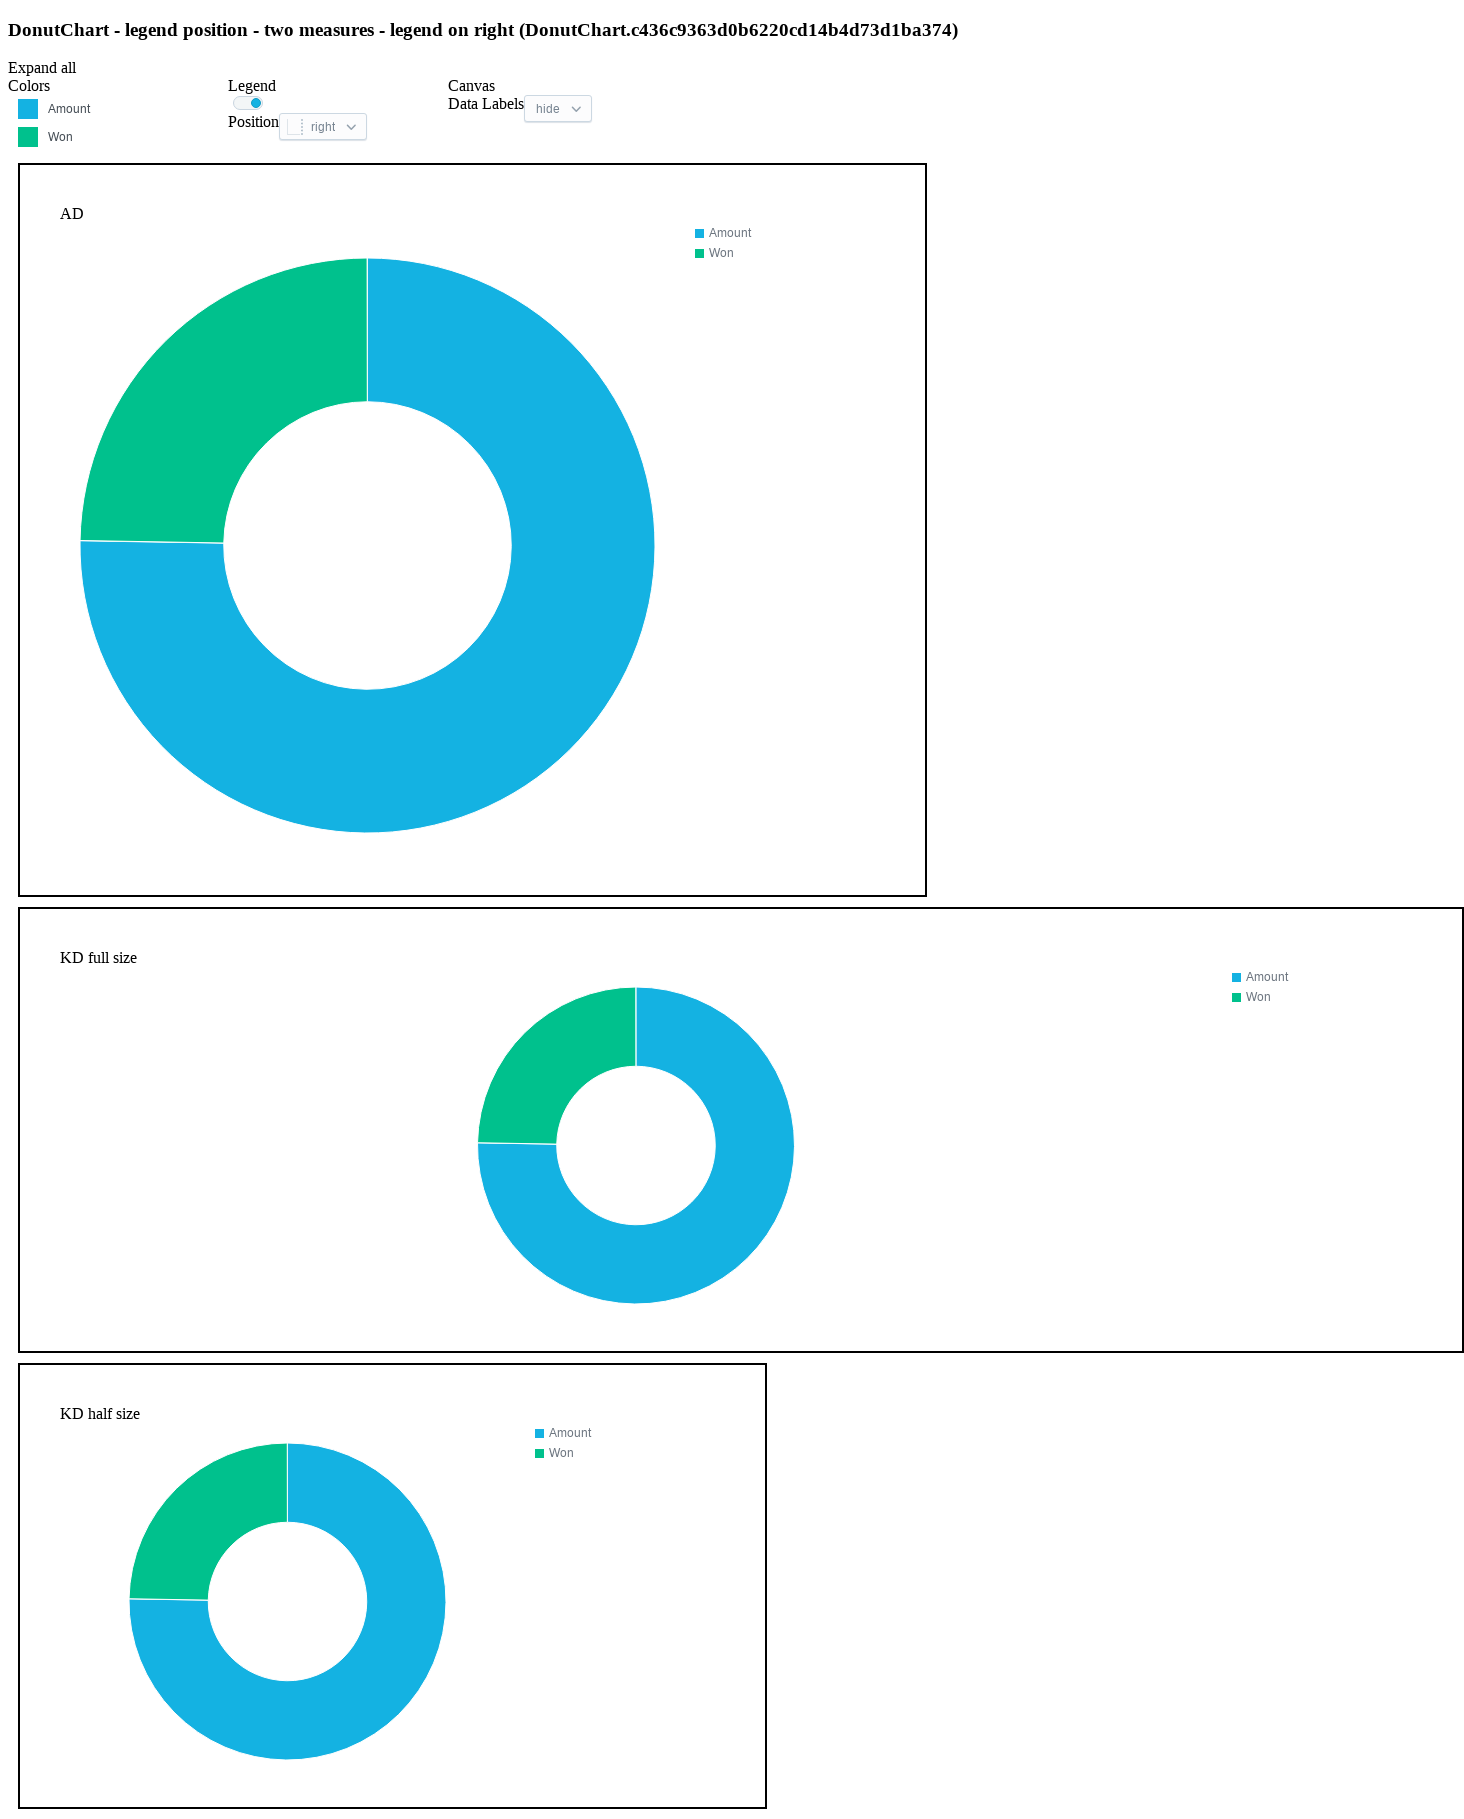 DonutChart - legend position - two measures - legend on right (DonutChart.c436c9363d0b6220cd14b4d73d1ba374)
Expand all
Colors
Amount
Won
Legend
Position right
Canvas
Data Labels hide
AD
Amount
Won
KD full size
Amount
Won
KD half size
Amount
Won